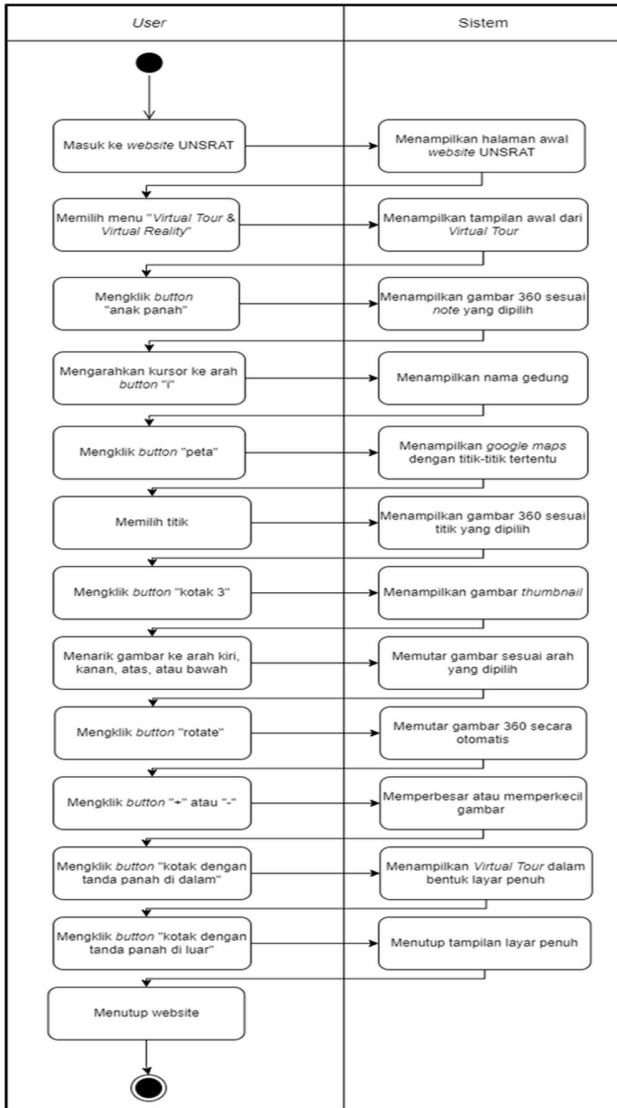 User
Sistem
Masuk ke website UNSRAT
Menampilkan halaman awal
website UNSRAT
Memilih menu "Virtual Tour &
Virtual Reality"
Menampilkan tampilan awal dari
Virtual Tour
Mengklik button
"anak panah"
Menampilkan gambar 360 sesuai
note yang dipilih
Mengarahkan kursor ke arah
button "i"
Menampilkan nama gedung
Mengklik button "peta"
Menampilkan google maps
dengan titik-titik tertentu
Memilih titik
Menampilkan gambar 360 sesuai
titik yang dipilih
Mengklik button "kotak 3"
Menampilkan gambar thumbnail
Menarik gambar ke arah kiri,
kanan, atas, atau bawah
Memutar gambar sesuai arah
yang dipilih
Mengklik button "rotate"
Memutar gambar 360 secara
otomatis
Mengklik button "+" atau "-"
Memperbesar atau memperkecil
gambar
Mengklik button "kotak dengan
tanda panah di dalam"
Menampilkan Virtual Tour dalam
bentuk layar penuh
Mengklik button "kotak dengan
tanda panah di luar"
Menutup tampilan layar penuh
Menutup website